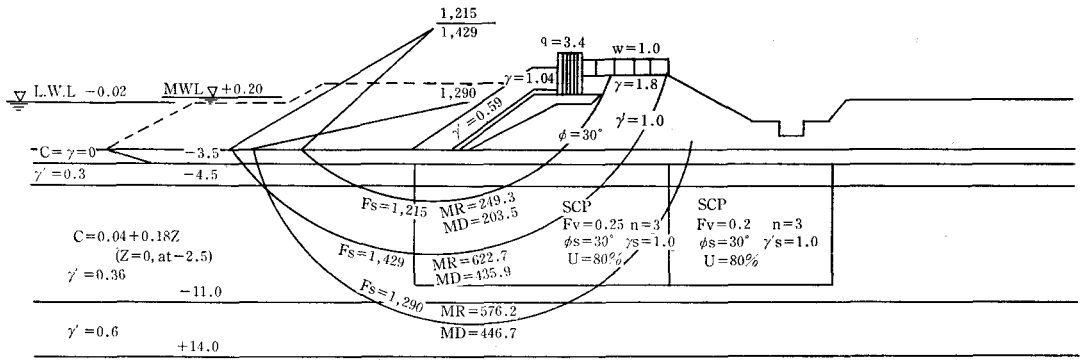 1,215
1,429
q=3.4
w=1.0
L.W.L -0.02
MWL +0.20
1,290
γ=1.04
γ=1.8
γ'=0.59
γ'=1.0
φ=30°
C=γ=0
-3.5
γ'=0.3
-4.5
Fs=1,215
MR=249.3
MD=203.5
SCP
Fv=0.25 n=3
φs=30° γs=1.0
U=80%
SCP
Fv=0.2 n=3
φs=30° γ's=1.0
U=80%
C=0.04+0.18Z
(Z=0,at-2.5)
γ'=0.36
Fs=1,429
MR=622.7
MD=435.9
-11.0
Fs=1,290
MR=576.2
MD=446.7
γ'=0.6
+14.0